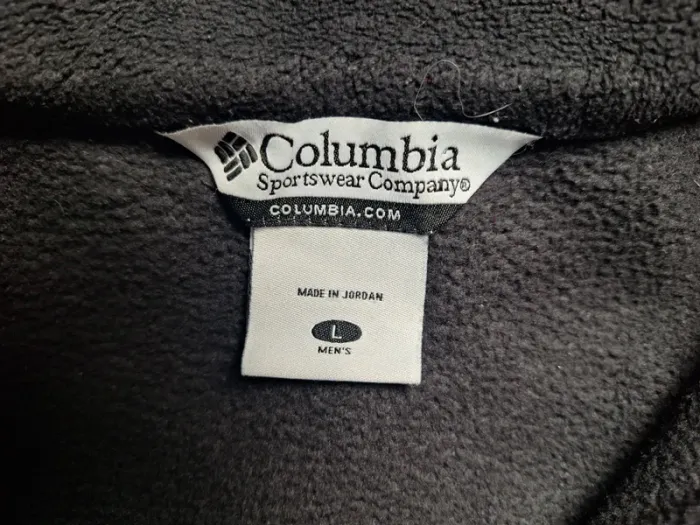 Columbia
Sportswear Company®
COLUMBIA.COM
MADE IN JORDAN
L
MEN'S